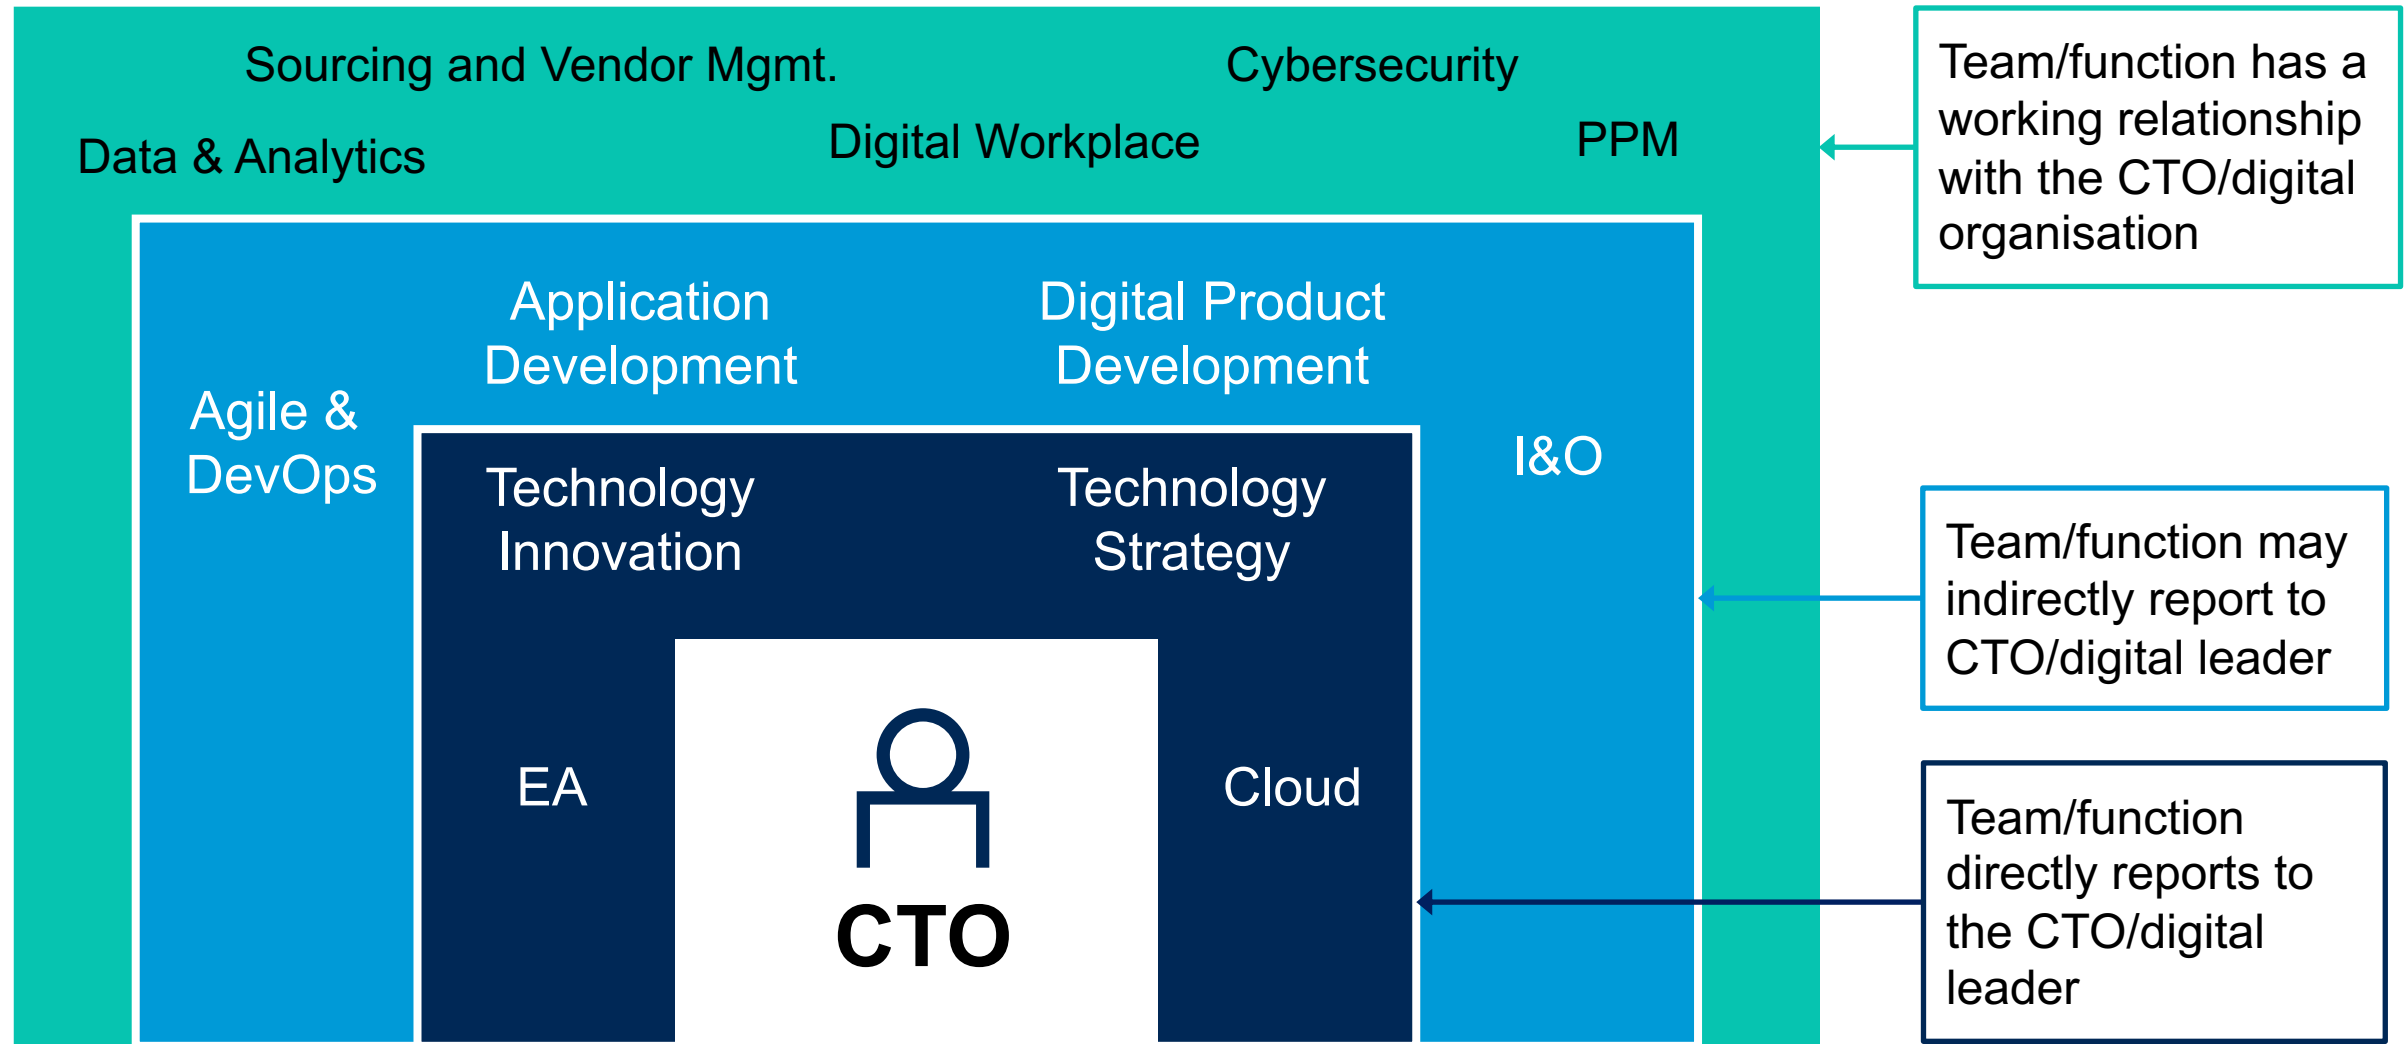 Sourcing and Vendor Mgmt.
Cybersecurity
Data & Analytics
Digital Workplace
PPM
Application
Development
Digital Product
Development
Agile &
DevOps
I&O
Technology
Innovation
Technology
Strategy
EA
Cloud
CTO
Team/function has a
working relationship
with the CTO/digital
organisation
Team/function may
indirectly report to
CTO/digital leader
Team/function
directly reports to
the CTO/digital
leader